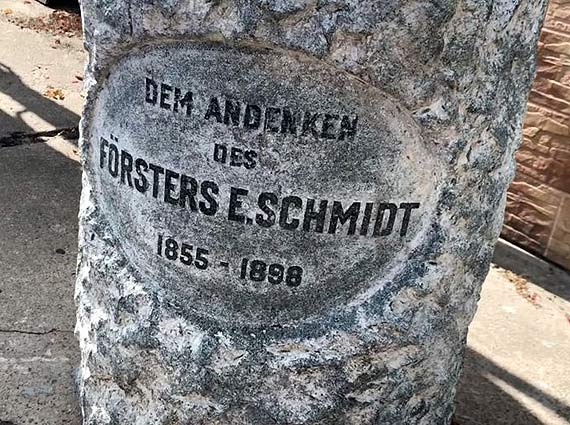 DEM ANDENKEN
DES
FÖRSTERS E. SCHMIDT
1855 - 1898